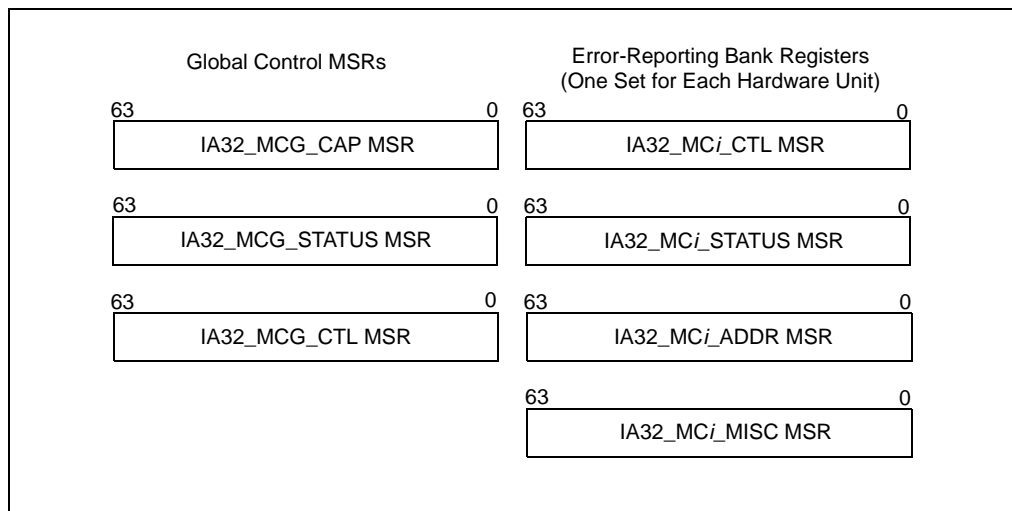 Global Control MSRs
63 0
IA32_MCG_CAP MSR
63 0
IA32_MCG_STATUS MSR
63 0
IA32_MCG_CTL MSR
Error-Reporting Bank Registers
(One Set for Each Hardware Unit)
63 0
IA32_MCi_CTL MSR
63 0
IA32_MCi_STATUS MSR
63 0
IA32_MCi_ADDR MSR
63 0
IA32_MCi_MISC MSR